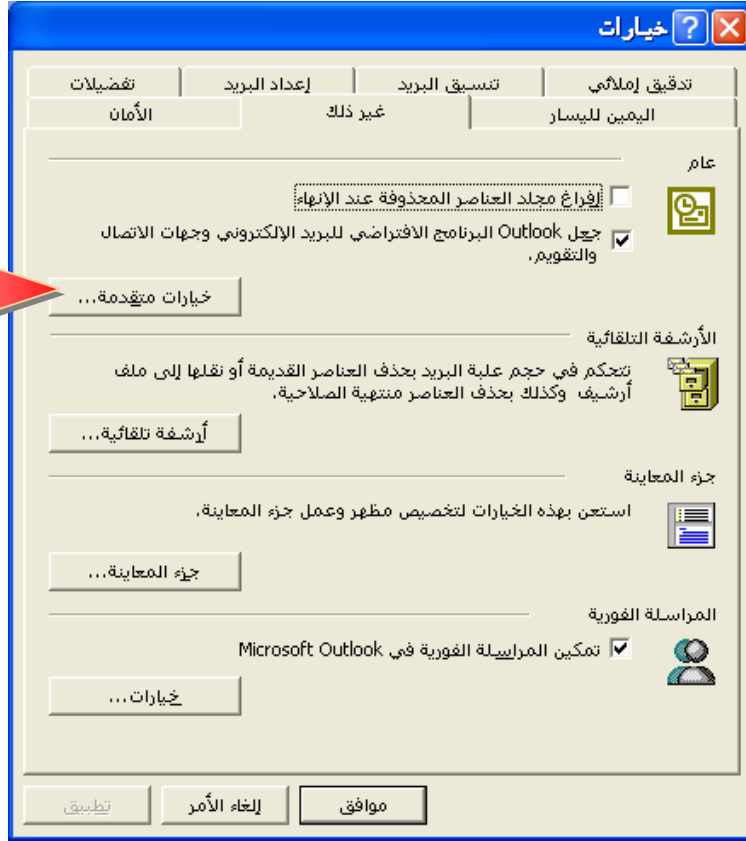 خيارات
تدقيق إملائي
تنسيق البريد
إعداد البريد
تفضيلات
اليمين لليسار
غير ذلك
الأمان
عام
إفراغ مجلد العناصر المحذوفة عند الإنهاء
جعل Outlook البرنامج الافتراضي للبريد الإلكتروني وجهات الاتصال
والتقويم.
خيارات متقدمة...
الأرشفة التلقائية
تتحكم في حجم علبة البريد بحذف العناصر القديمة أو نقلها إلى ملف
أرشيف وكذلك بحذف العناصر منتهية الصلاحية.
أرشفة تلقائية...
جزء المعاينة
استعن بهذه الخيارات لتخصيص مظهر وعمل جزء المعاينة.
جزء المعاينة...
المراسلة الفورية
تمكين المراسلة الفورية في Microsoft Outlook
خيارات...
موافق
إلغاء الأمر
تطبيق